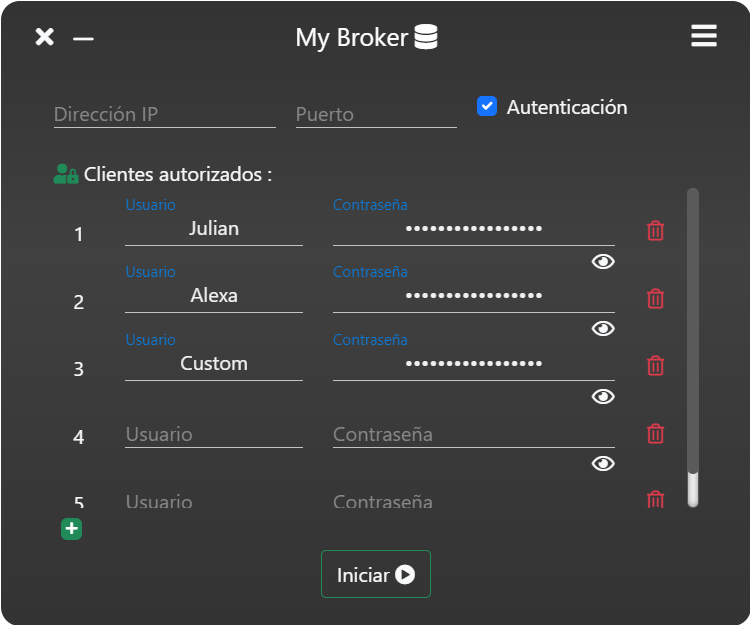 My Broker
Dirección IP Puerto Autenticación
Clientes autorizados :
Usuario Contraseña
1 Julian ••••••••••••••••
Usuario Contraseña
2 Alexa ••••••••••••••••
Usuario Contraseña
3 Custom ••••••••••••••••
4 Usuario Contraseña
5 Usuario Contraseña
Iniciar